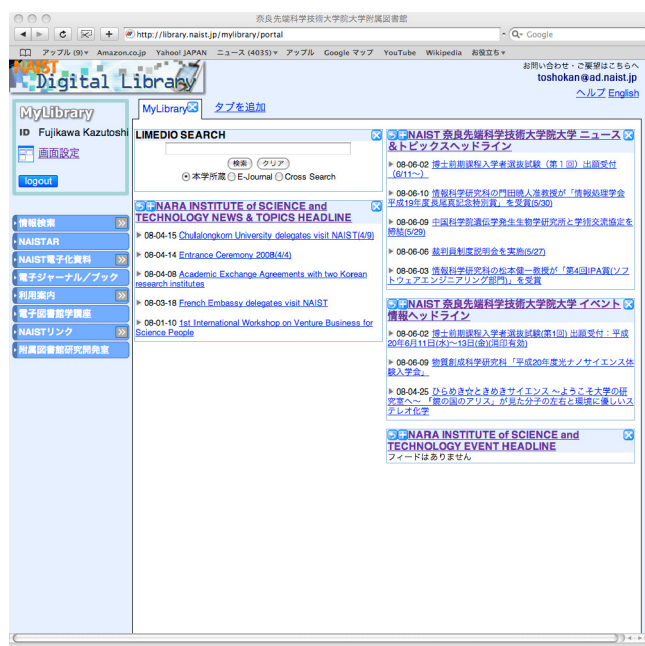 奈良先端科学技術大学院大学附属図書館
http://library.naist.jp/mylibrary/portal
Google
アップル (9)▾ Amazon.co.jp Yahoo! JAPAN ニュース (4035)▾ アップル Google マップ YouTube Wikipedia お役立ち▾
NAIST
Digital Library
お問い合わせ・ご要望はこちらへ
toshokan@ad.naist.jp
ヘルプ English
MyLibrary
ID Fujikawa Kazutoshi
画面設定
logout
情報検索
NAISTAR
NAIST電子化資料
電子ジャーナル／ブック
利用案内
電子図書館学講座
NAISTリンク
附属図書館研究開発室
MyLibrary タブを追加
LIMEDIO SEARCH
検索 クリア
本学所蔵 E-Journal Cross Search
NARA INSTITUTE of SCIENCE and
TECHNOLOGY NEWS & TOPICS HEADLINE
08-04-15 Chulalongkorn University delegates visit NAIST(4/9)
08-04-14 Entrance Ceremony 2008(4/4)
08-04-08 Academic Exchange Agreements with two Korean
research institutes
08-03-18 French Embassy delegates visit NAIST
08-01-10 1st International Workshop on Venture Business for
Science People
NAIST 奈良先端科学技術大学院大学 ニュース
＆トピックスヘッドライン
08-06-02 博士前期課程入学者選抜試験（第１回）出願受付
（6/11～）
08-06-10 情報科学研究科の門田暁人准教授が「情報処理学会
平成19年度長尾真記念特別賞」を受賞(5/30)
08-06-09 中国科学院遺伝学発生生物学研究所と学術交流協定を
締結(5/29)
08-06-06 裁判員制度説明会を実施(5/27)
08-06-03 情報科学研究科の松本健一教授が「第4回IPA賞(ソフ
トウェアエンジニアリング部門)」を受賞
NAIST 奈良先端科学技術大学院大学 イベント
情報ヘッドライン
08-06-02 博士前期課程入学者選抜試験(第1回) 出願受付：平成
20年6月11日(水)～13日(金)(消印有効)
08-06-09 物質創成科学研究科「平成20年度光ナノサイエンス体
験入学会」
08-04-25 ひらめき☆ときめきサイエンス ～ようこそ大学の研
究室へ～ 「鏡の国のアリス」が見た分子の左右と環境に優しいス
テレオ化学
NARA INSTITUTE of SCIENCE and
TECHNOLOGY EVENT HEADLINE
フィードはありません